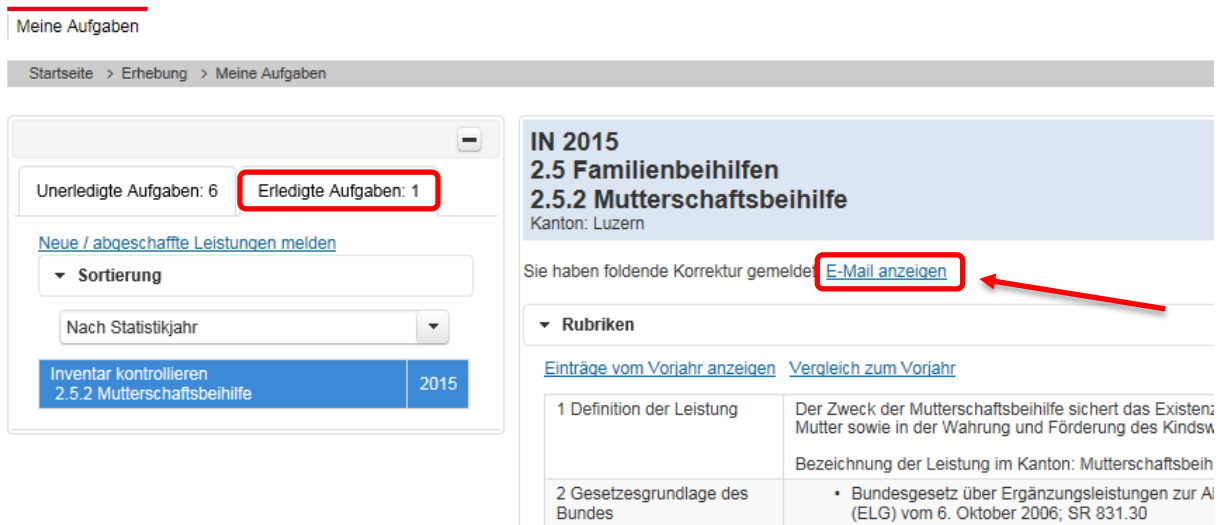 Meine Aufgaben
Startseite > Erhebung > Meine Aufgaben
Unerledigte Aufgaben: 6
Erledigte Aufgaben: 1
Neue / abgeschaffte Leistungen melden
Sortierung
Nach Statistikjahr
Inventar kontrollieren
2.5.2 Mutterschaftsbeihilfe
2015
IN 2015
2.5 Familienbeihilfen
2.5.2 Mutterschaftsbeihilfe
Kanton: Luzern
Sie haben foldende Korrektur gemeldet E-Mail anzeigen
Rubriken
Einträge vom Vorjahr anzeigen Vergleich zum Vorjahr
1 Definition der Leistung
Der Zweck der Mutterschaftsbeihilfe sichert das
Mutter sowie in der Wahrung und Förderung des
Bezeichnung der Leistung im Kanton:
2 Gesetzesgrundlage des
Bundes
• Bundesgesetz über Ergänzungsleistungen zur
(ELG) vom 6. Oktober 2006; SR 831.30